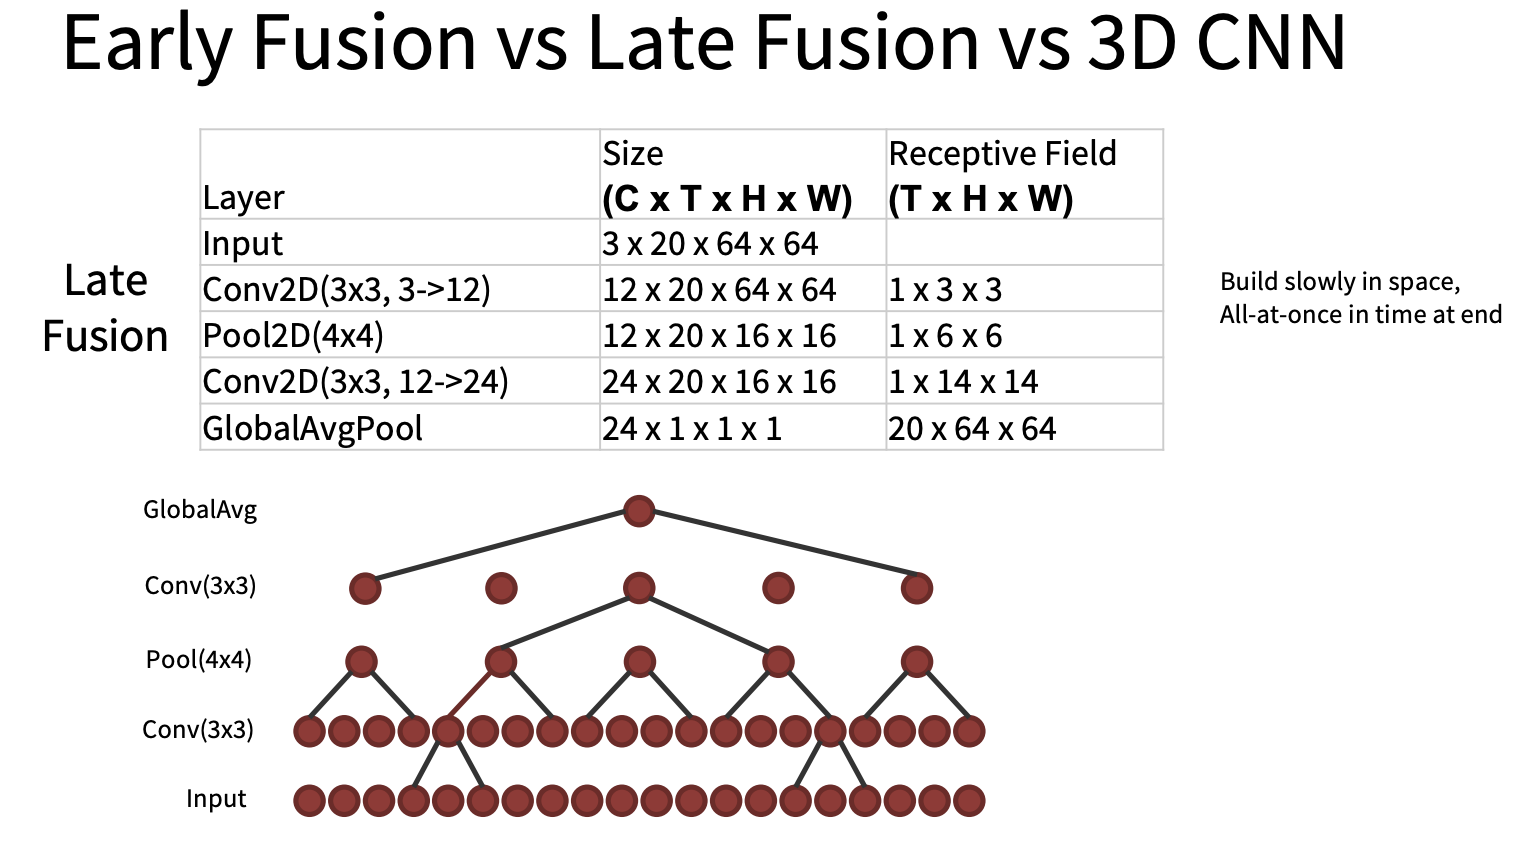 Early Fusion vs Late Fusion vs 3D CNN
Late
Fusion
Layer Size (C x T x H x W) Receptive Field (T x H x W)
Input 3 x 20 x 64 x 64
Conv2D(3x3, 3->12) 12 x 20 x 64 x 64 1 x 3 x 3
Pool2D(4x4) 12 x 20 x 16 x 16 1 x 6 x 6
Conv2D(3x3, 12->24) 24 x 20 x 16 x 16 1 x 14 x 14
GlobalAvgPool 24 x 1 x 1 x 1 20 x 64 x 64
Build slowly in space,
All-at-once in time at end
GlobalAvg
Conv(3x3)
Pool(4x4)
Conv(3x3)
Input